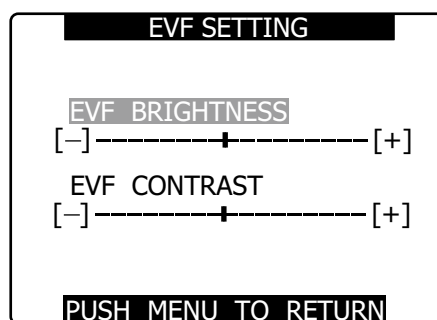 EVF SETTING
EVF BRIGHTNESS
[−] [+]
EVF CONTRAST
[−] [+]
PUSH MENU TO RETURN